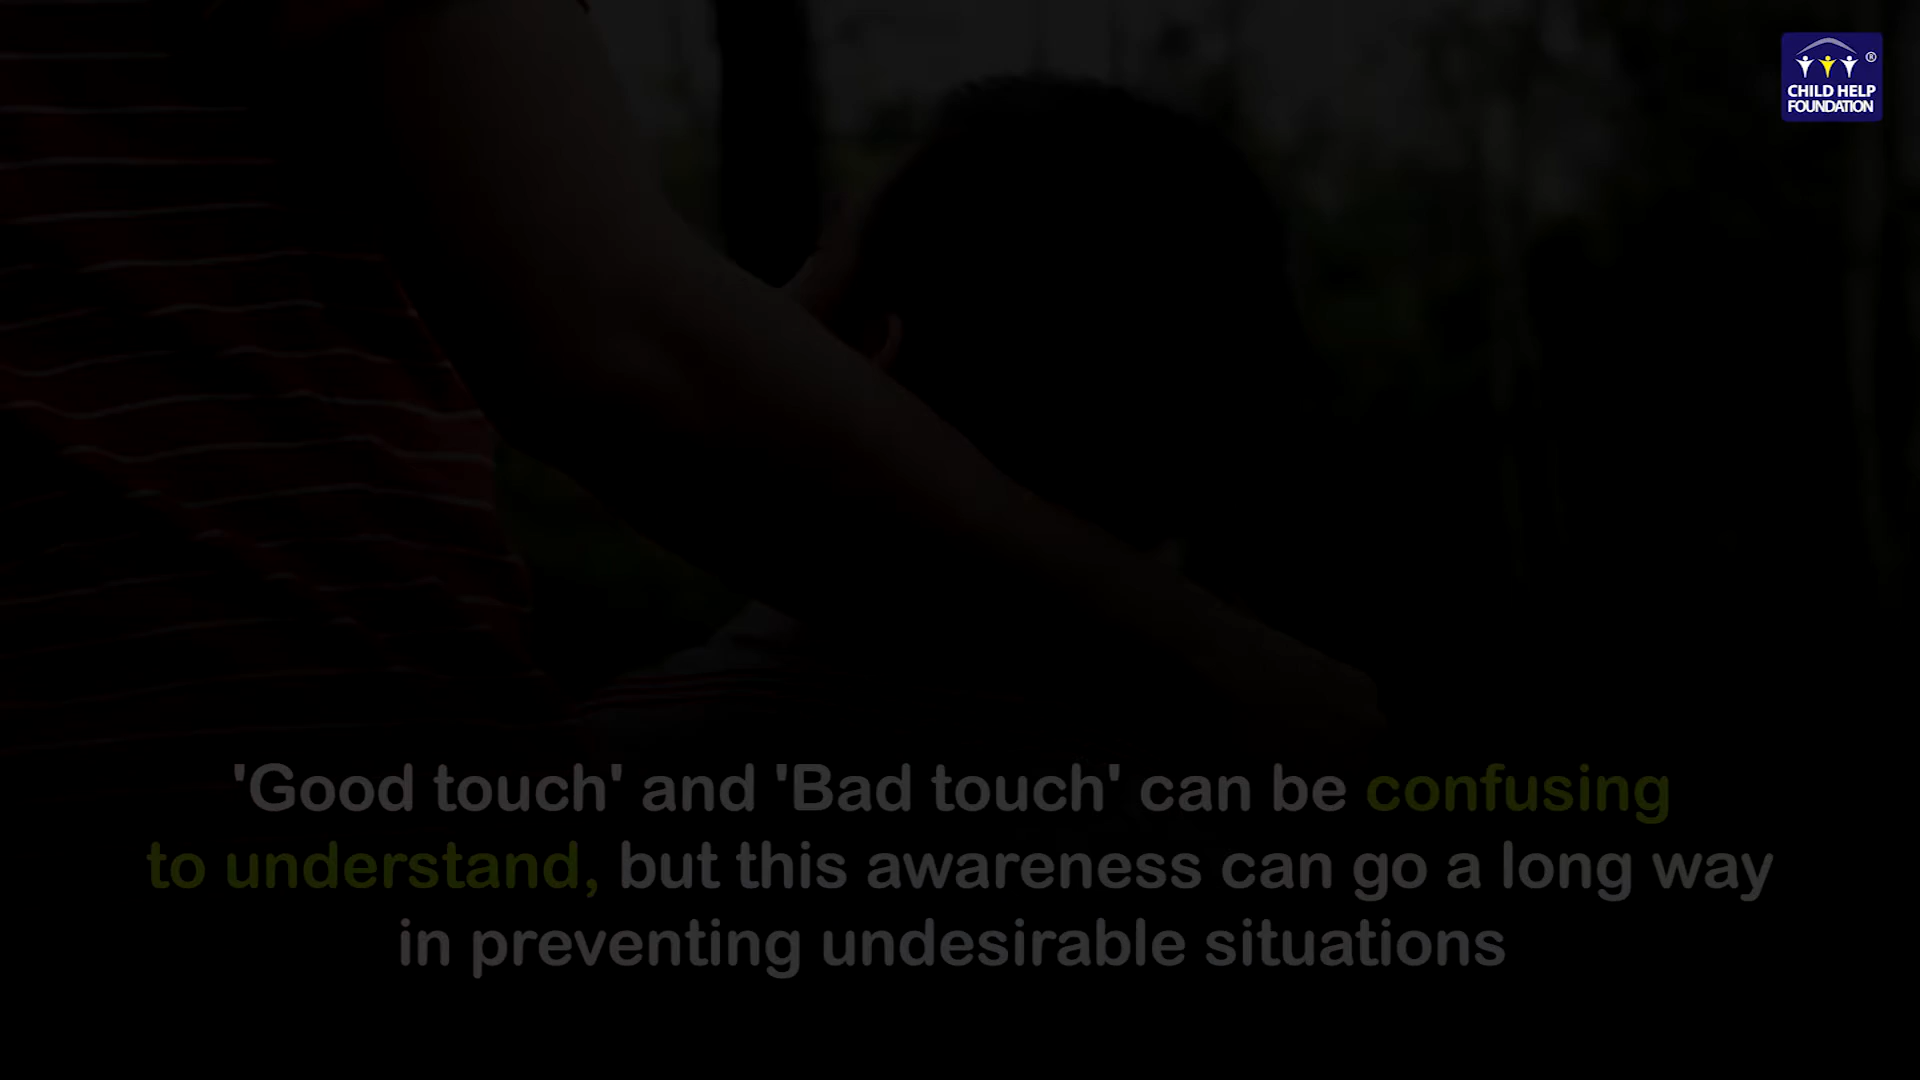 CHILD HELP
FOUNDATION
'Good touch' and 'Bad touch' can be confusing
to understand, but this awareness can go a long way
in preventing undesirable situations